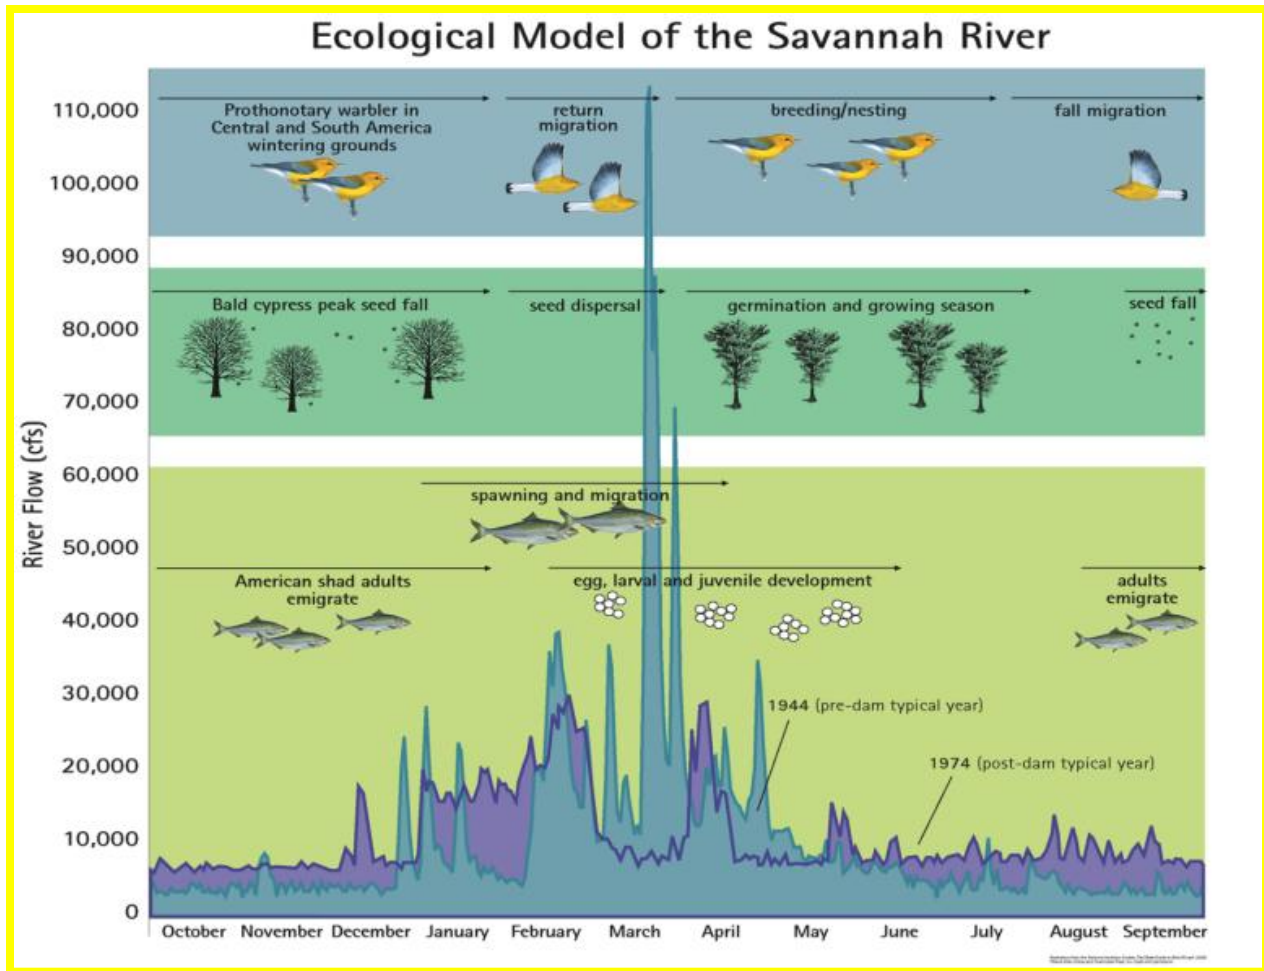 Ecological Model of the Savannah River
110,000
100,000
90,000
80,000
70,000
60,000
50,000
40,000
30,000
20,000
10,000
0
River Flow (cfs)
Prothonotary warbler in
Central and South America
wintering grounds
return
migration
breeding/nesting
fall migration
Bald cypress peak seed fall
seed dispersal
germination and growing season
seed fall
spawning and migration
American shad adults
emigrate
egg, larval and juvenile development
adults
emigrate
1944 (pre-dam typical year)
1974 (post-dam typical year)
October November December January February March April May June July August September